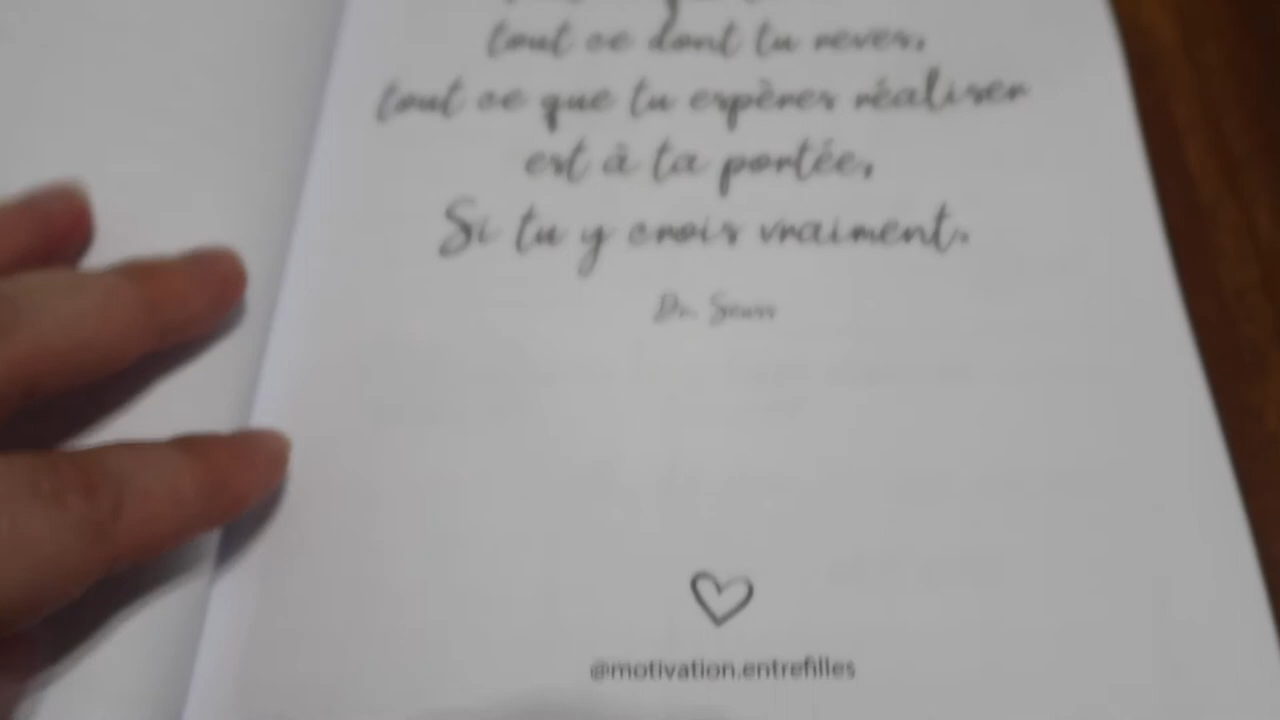 tout ce dont tu rêves,
tout ce que tu espères réaliser
est à ta portée,
Si tu y crois vraiment.
Dr. Seuss
@motivation.entrefilles